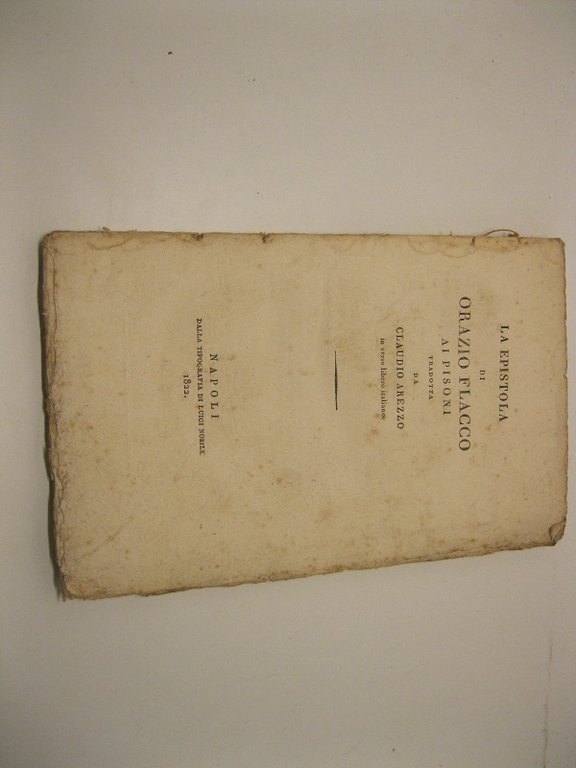 LA EPISTOLA
DI
ORAZIO FLACCO
AI PISONI
TRADOTTA
DA
CLAUDIO AREZZO
in verso libero italiano.
NAPOLI
DALLA TIPOGRAFIA DI LUIGI NOBILE
1822.